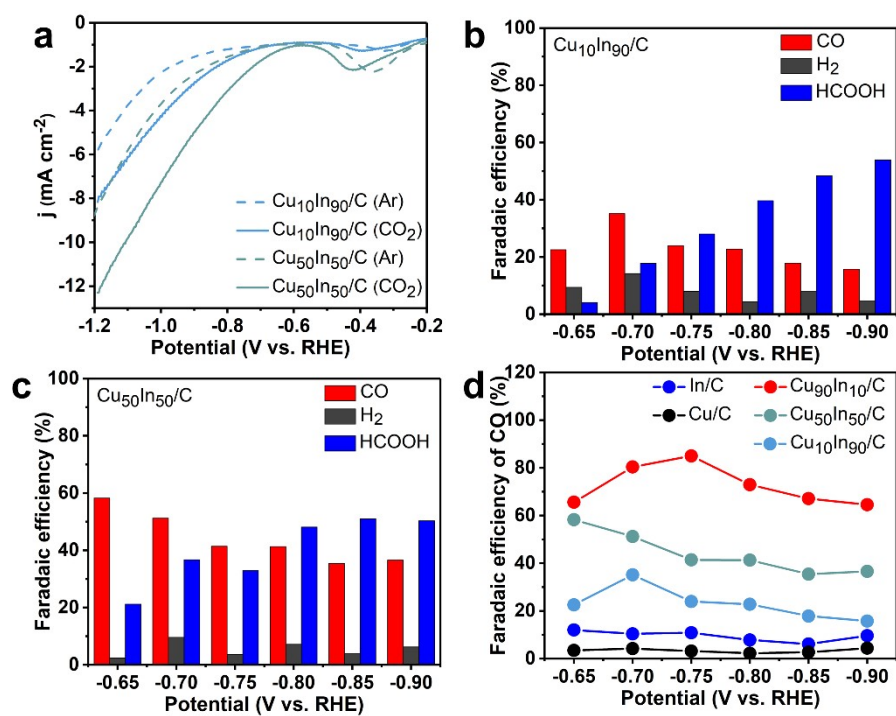 a
0
-2
-4
-6
-8
-10
-12
j (mA cm⁻²)
Cu₁₀In₉₀/C (Ar)
Cu₁₀In₉₀/C (CO₂)
Cu₅₀In₅₀/C (Ar)
Cu₅₀In₅₀/C (CO₂)
-1.2 -1.0 -0.8 -0.6 -0.4 -0.2
Potential (V vs. RHE)
b
100
80
60
40
20
0
Faradaic efficiency (%)
Cu₁₀In₉₀/C
CO
H₂
HCOOH
-0.65 -0.70 -0.75 -0.80 -0.85 -0.90
Potential (V vs. RHE)
c
100
80
60
40
20
0
Faradaic efficiency (%)
Cu₅₀In₅₀/C
CO
H₂
HCOOH
-0.65 -0.70 -0.75 -0.80 -0.85 -0.90
Potential (V vs. RHE)
d
120
100
80
60
40
20
0
Faradaic efficiency of CO (%)
In/C
Cu/C
Cu₉₀In₁₀/C
Cu₅₀In₅₀/C
Cu₁₀In₉₀/C
-0.65 -0.70 -0.75 -0.80 -0.85 -0.90
Potential (V vs. RHE)